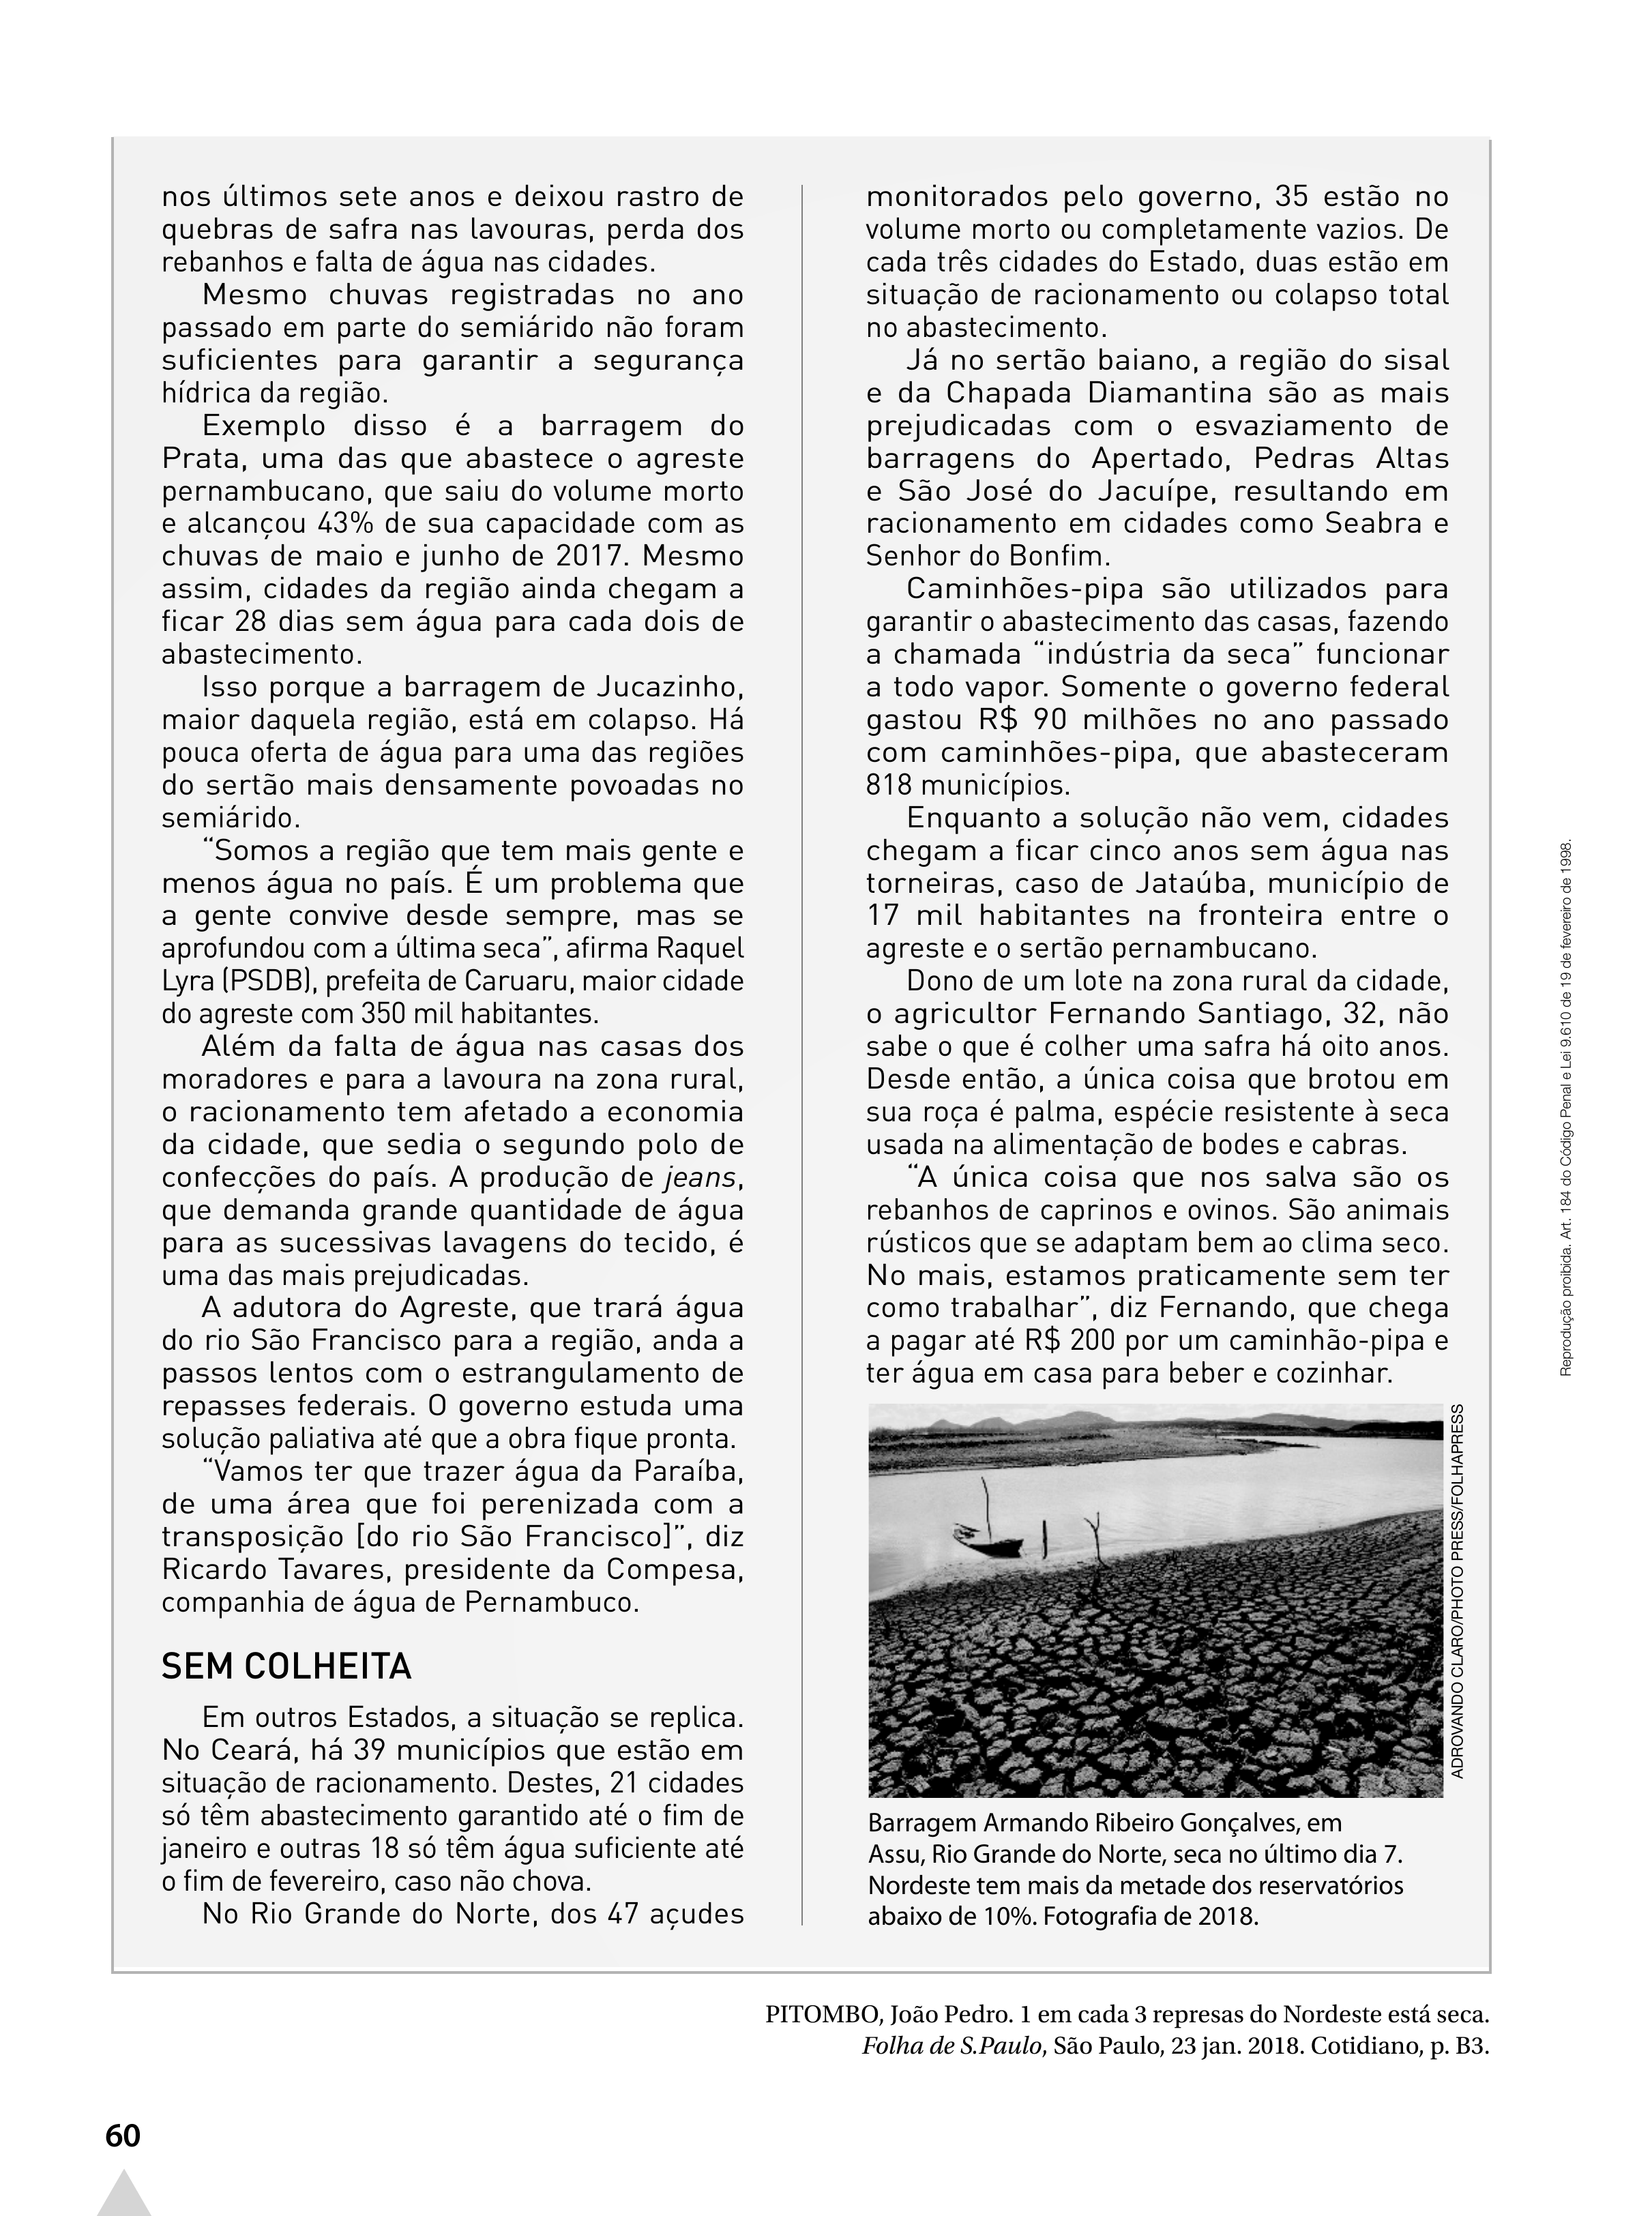 nos últimos sete anos e deixou rastro de
quebras de safra nas lavouras, perda dos
rebanhos e falta de água nas cidades.
Mesmo chuvas registradas no ano
passado em parte do semiárido não foram
suficientes para garantir a segurança
hídrica da região.
Exemplo disso é a barragem do
Prata, uma das que abastece o agreste
pernambucano, que saiu do volume morto
e alcançou 43% de sua capacidade com as
chuvas de maio e junho de 2017. Mesmo
assim, cidades da região ainda chegam a
ficar 28 dias sem água para cada dois de
abastecimento.
Isso porque a barragem de Jucazinho,
maior daquela região, está em colapso. Há
pouca oferta de água para uma das regiões
do sertão mais densamente povoadas no
semiárido.
“Somos a região que tem mais gente e
menos água no país. É um problema que
a gente convive desde sempre, mas se
aprofundou com a última seca”, afirma Raquel
Lyra (PSDB), prefeita de Caruaru, maior cidade
do agreste com 350 mil habitantes.
Além da falta de água nas casas dos
moradores e para a lavoura na zona rural,
o racionamento tem afetado a economia
da cidade, que sedia o segundo polo de
confecções do país. A produção de jeans,
que demanda grande quantidade de água
para as sucessivas lavagens do tecido, é
uma das mais prejudicadas.
A adutora do Agreste, que trará água
do rio São Francisco para a região, anda a
passos lentos com o estrangulamento de
repasses federais. O governo estuda uma
solução paliativa até que a obra fique pronta.
“Vamos ter que trazer água da Paraíba,
de uma área que foi perenizada com a
transposição [do rio São Francisco]”, diz
Ricardo Tavares, presidente da Compesa,
companhia de água de Pernambuco.
SEM COLHEITA
Em outros Estados, a situação se replica.
No Ceará, há 39 municípios que estão em
situação de racionamento. Destes, 21 cidades
só têm abastecimento garantido até o fim de
janeiro e outras 18 só têm água suficiente até
o fim de fevereiro, caso não chova.
No Rio Grande do Norte, dos 47 açudes
monitorados pelo governo, 35 estão no
volume morto ou completamente vazios. De
cada três cidades do Estado, duas estão em
situação de racionamento ou colapso total
no abastecimento.
Já no sertão baiano, a região do sisal
e da Chapada Diamantina são as mais
prejudicadas com o esvaziamento de
barragens do Apertado, Pedras Altas
e São José do Jacuípe, resultando em
racionamento em cidades como Seabra e
Senhor do Bonfim.
Caminhões-pipa são utilizados para
garantir o abastecimento das casas, fazendo
a chamada “indústria da seca” funcionar
a todo vapor. Somente o governo federal
gastou R$ 90 milhões no ano passado
com caminhões-pipa, que abasteceram
818 municípios.
Enquanto a solução não vem, cidades
chegam a ficar cinco anos sem água nas
torneiras, caso de Jataúba, município de
17 mil habitantes na fronteira entre o
agreste e o sertão pernambucano.
Dono de um lote na zona rural da cidade,
o agricultor Fernando Santiago, 32, não
sabe o que é colher uma safra há oito anos.
Desde então, a única coisa que brotou em
sua roça é palma, espécie resistente à seca
usada na alimentação de bodes e cabras.
“A única coisa que nos salva são os
rebanhos de caprinos e ovinos. São animais
rústicos que se adaptam bem ao clima seco.
No mais, estamos praticamente sem ter
como trabalhar”, diz Fernando, que chega
a pagar até R$ 200 por um caminhão-pipa e
ter água em casa para beber e cozinhar.
ADROVANDO CLARO/PHOTO PRESS/FOLHAPRESS
Barragem Armando Ribeiro Gonçalves, em
Assu, Rio Grande do Norte, seca no último dia 7.
Nordeste tem mais da metade dos reservatórios
abaixo de 10%. Fotografia de 2018.
PITOMBO, João Pedro. 1 em cada 3 represas do Nordeste está seca.
Folha de S.Paulo, São Paulo, 23 jan. 2018. Cotidiano, p. B3.
Reprodução proibida. Art. 184 do Código Penal e Lei 9.610 de 19 de fevereiro de 1998.
60